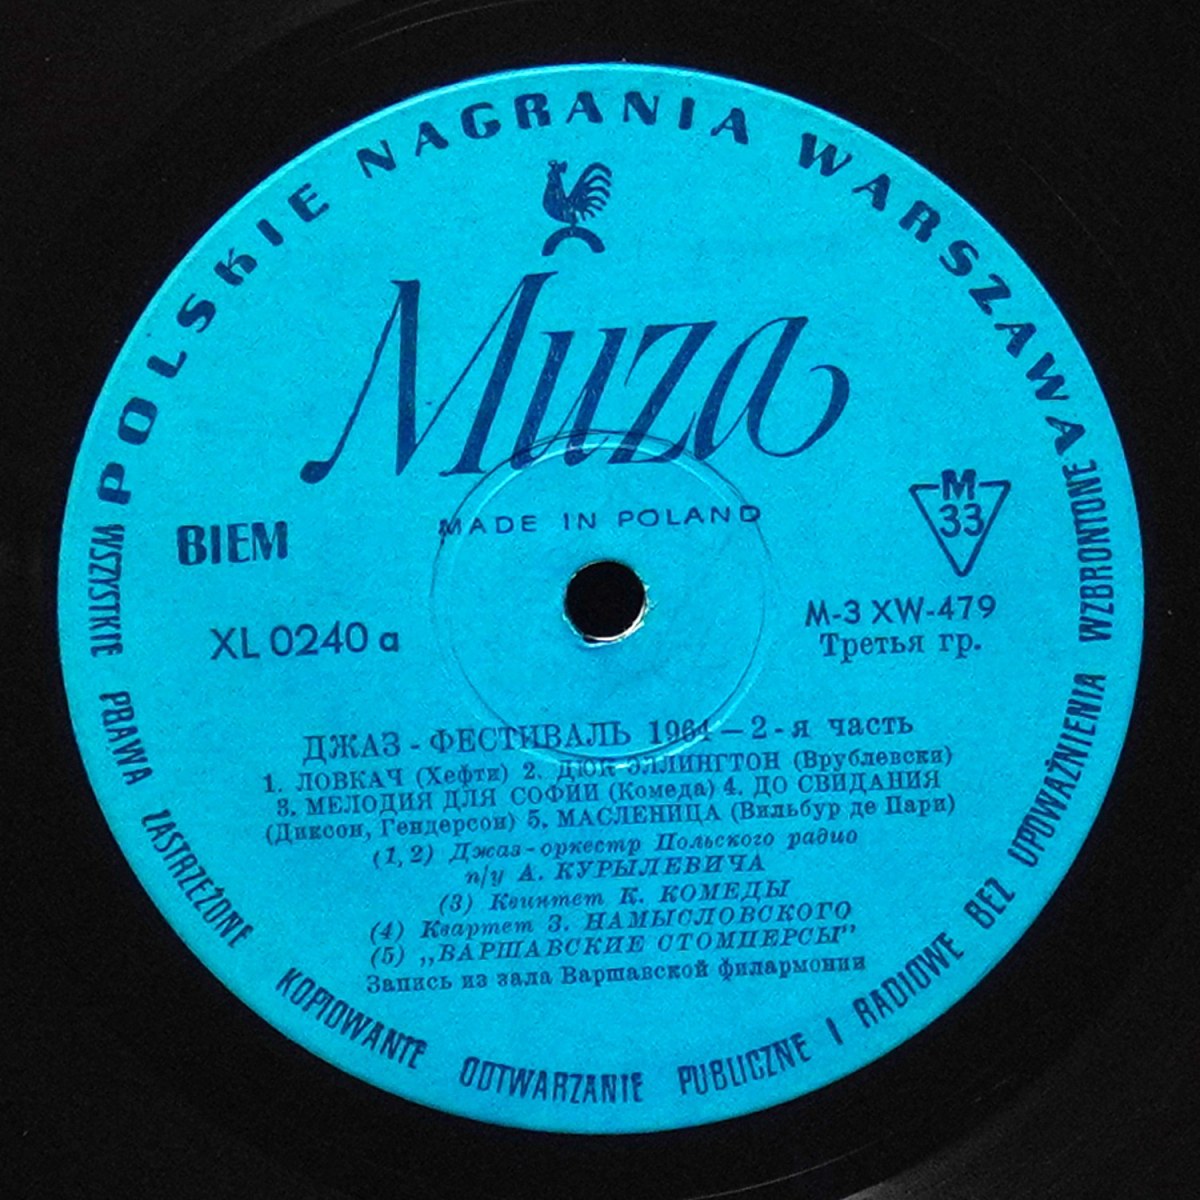 POLSKIE NAGRANIA WARSZAWA
Muza
MADE IN POLAND
BIEM
M
33
XL 0240 a
M-3 XW-479
Третья гр.
ДЖАЗ - ФЕСТИВАЛЬ 1964 — 2 - я часть
1. ЛОВКАЧ (Хефти) 2. ДЮК ЭЛЛИНГТОН (Врублевски)
3. МЕЛОДИЯ ДЛЯ СОФИИ (Комеда) 4. ДО СВИДАНИЯ
(Диксон, Гендерсон) 5. МАСЛЕНИЦА (Вильбур де Пари)
(1, 2) Джаз-оркестр Польского радио
п/у А. КУРЫЛЕВИЧА
(3) Квинтет К. КОМЕДЫ
(4) Квартет З. НАМЫСЛОВСКОГО
(5) „ВАРШАВСКИЕ СТОМПЕРСЫ"
Запись из зала Варшавской филармонии
WSZYSTKIE PRAWA ZASTRZEŻONE KOPIOWANIE ODTWARZANIE PUBLICZNE I RADIOWE BEZ UPOWAŻNIENIA WZBRONIONE